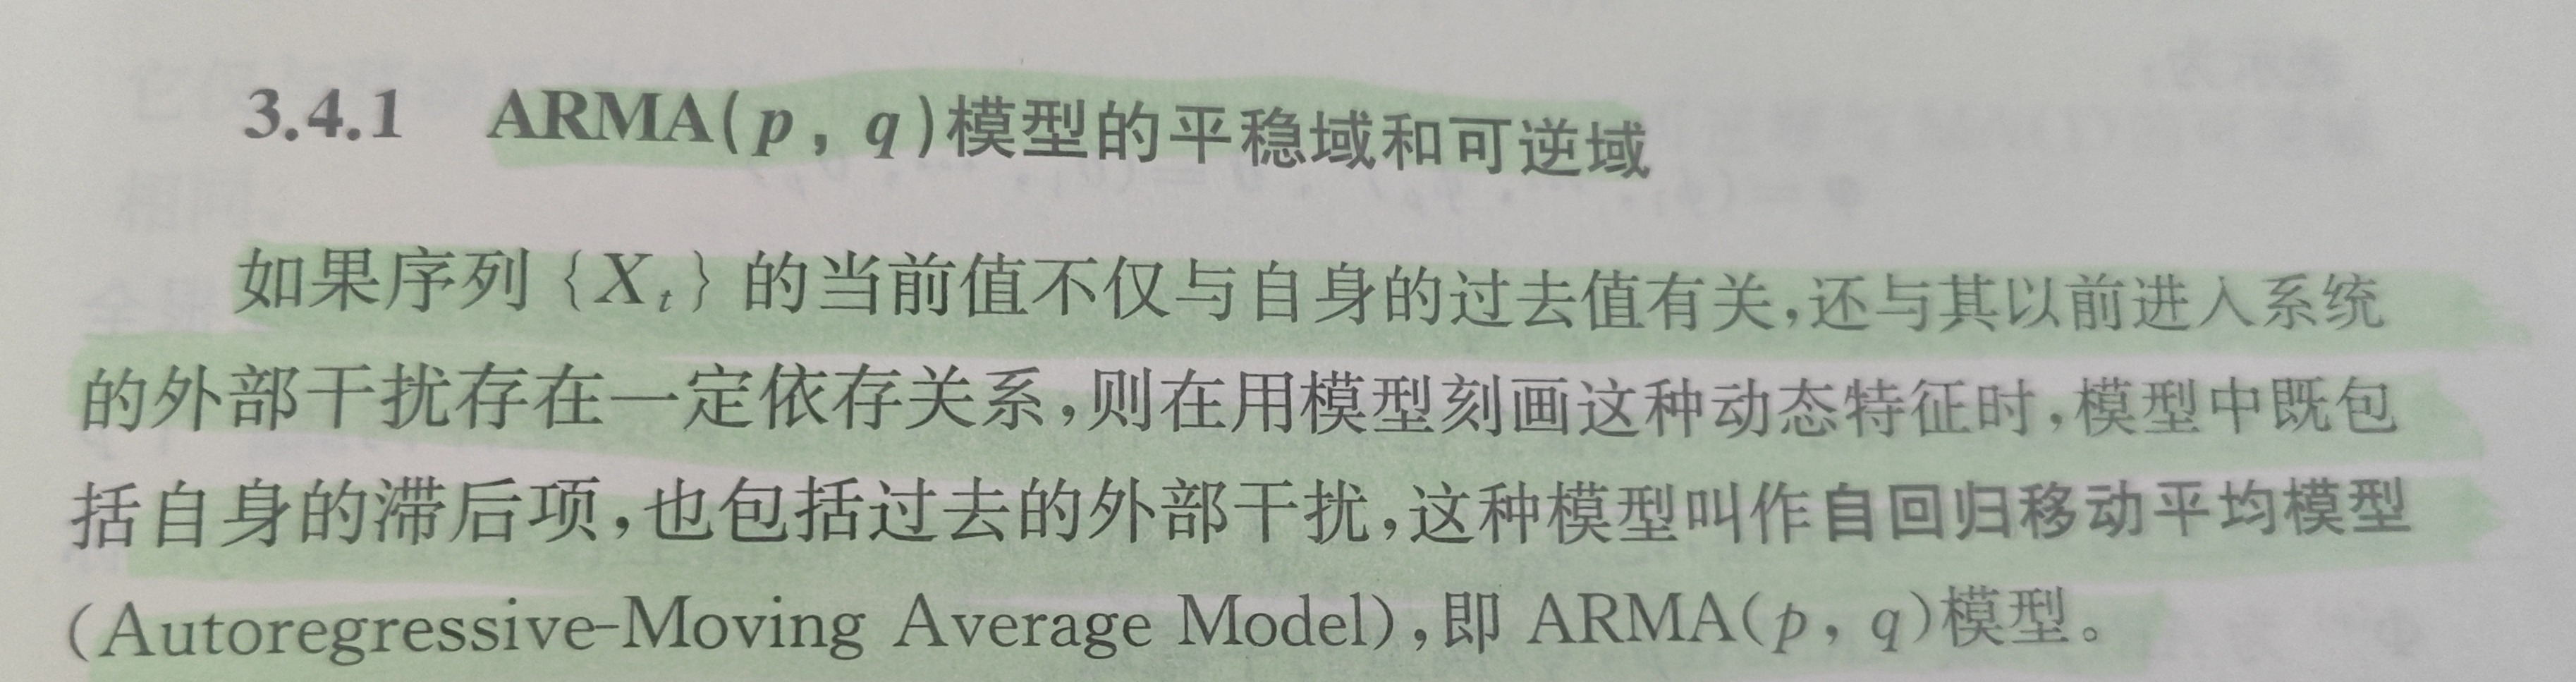 3.4.1 ARMA(p, q)模型的平稳域和可逆域
如果序列{Xₜ}的当前值不仅与自身的过去值有关,还与其以前进入系统
的外部干扰存在一定依存关系,则在用模型刻画这种动态特征时,模型中既包
括自身的滞后项,也包括过去的外部干扰,这种模型叫作自回归移动平均模型
(Autoregressive-Moving Average Model),即 ARMA(p, q)模型。